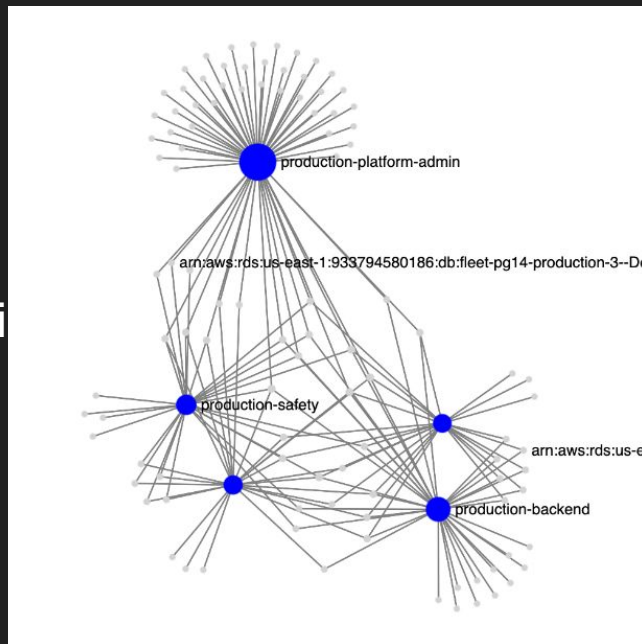 production-platform-admin
arn:aws:rds:us-east-1:933794580186:db:fleet-pg14-production-3--De
i
production-safety
arn:aws:rds:us-e
production-backend